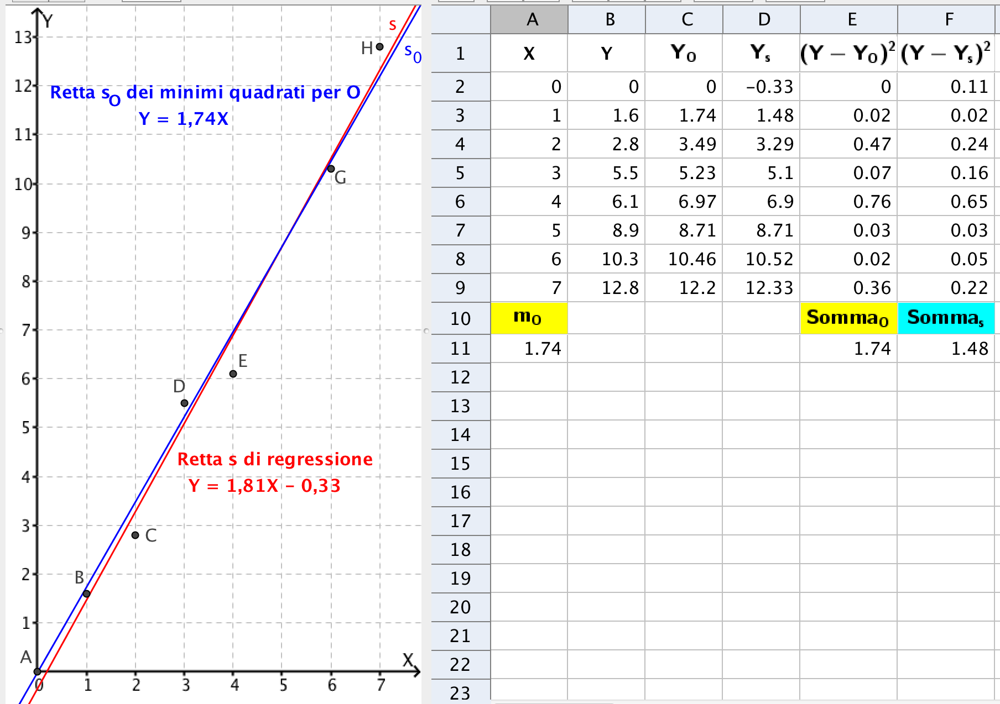 Y
13
s
H
s0
12
Retta sO dei minimi quadrati per O
Y = 1,74X
11
G
10
9
8
7
E
D
6
5
Retta s di regressione
Y = 1,81X – 0,33
4
3
C
2
B
1
A
X
0 1 2 3 4 5 6 7
A B C D E F
1 X Y YO Ys (Y – YO)² (Y – Ys)²
2 0 0 0 –0.33 0 0.11
3 1 1.6 1.74 1.48 0.02 0.02
4 2 2.8 3.49 3.29 0.47 0.24
5 3 5.5 5.23 5.1 0.07 0.16
6 4 6.1 6.97 6.9 0.76 0.65
7 5 8.9 8.71 8.71 0.03 0.03
8 6 10.3 10.46 10.52 0.02 0.05
9 7 12.8 12.2 12.33 0.36 0.22
10 mO SommaO Sommas
11 1.74 1.74 1.48
12
13
14
15
16
17
18
19
20
21
22
23